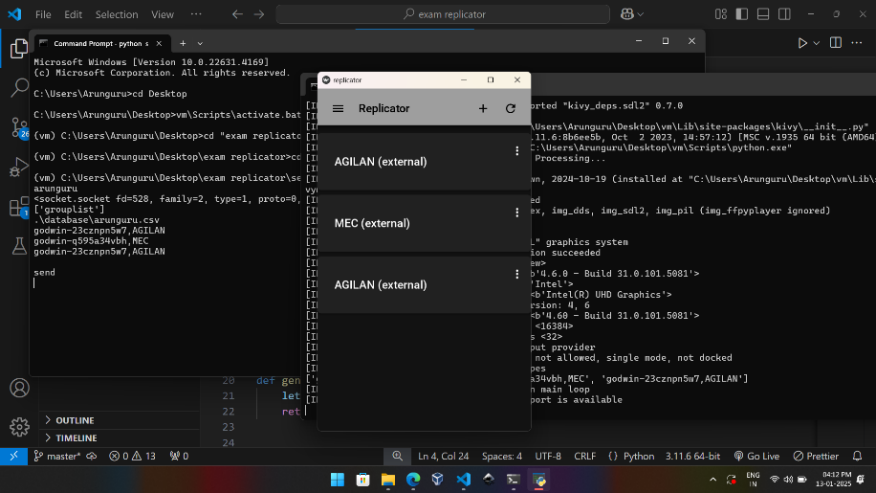 File Edit Selection View ··· exam replicator
Command Prompt - python s
Microsoft Windows [Version 10.0.22631.4169]
(c) Microsoft Corporation. All rights reserved.
C:\Users\Arunguru>cd Desktop
C:\Users\Arunguru\Desktop>vm\Scripts\activate.bat
(vm) C:\Users\Arunguru\Desktop>cd "exam replicato
(vm) C:\Users\Arunguru\Desktop\exam replicator>cd
(vm) C:\Users\Arunguru\Desktop\exam replicator\se
arunguru
<socket.socket fd=528, family=2, type=1, proto=0,
['grouplist']
.\database\arunguru.csv
godwin-23cznpn5w7,AGILAN
godwin-q595a34vbh,MEC
godwin-23cznpn5w7,AGILAN
send
replicator
Replicator
AGILAN (external)
MEC (external)
AGILAN (external)
orted "kivy_deps.sdl2" 0.7.0
\Users\Arunguru\Desktop\vm\Lib\site-packages\kivy\__init__.py"
.11.6:8b6ee5b, Oct 2 2023, 14:57:12) [MSC v.1935 64 bit (AMD64
C:\Users\Arunguru\Desktop\vm\Scripts\python.exe"
Processing...
wn, 2024-10-19 (installed at "C:\Users\Arunguru\Desktop\vm\Lib\s
ed
ex, img_dds, img_sdl2, img_pil (img_ffpyplayer ignored)
L" graphics system
ion succeeded
ew>
b'4.6.0 - Build 31.0.101.5081'>
'Intel'>
b'Intel(R) UHD Graphics'>
ersion: 4, 6
b'4.60 - Build 31.0.101.5081'>
<16384>
s <32>
put provider
not allowed, single mode, not docked
pes
a34vbh,MEC', 'godwin-23cznpn5w7,AGILAN']
n main loop
port is available
20 def gen
21 let
22 ret
23
24
OUTLINE
TIMELINE
master* 0 13 0 Ln 4, Col 24 Spaces: 4 UTF-8 CRLF {} Python 3.11.6 64-bit Go Live Prettier
ENG IN 04:12 PM 13-01-2025